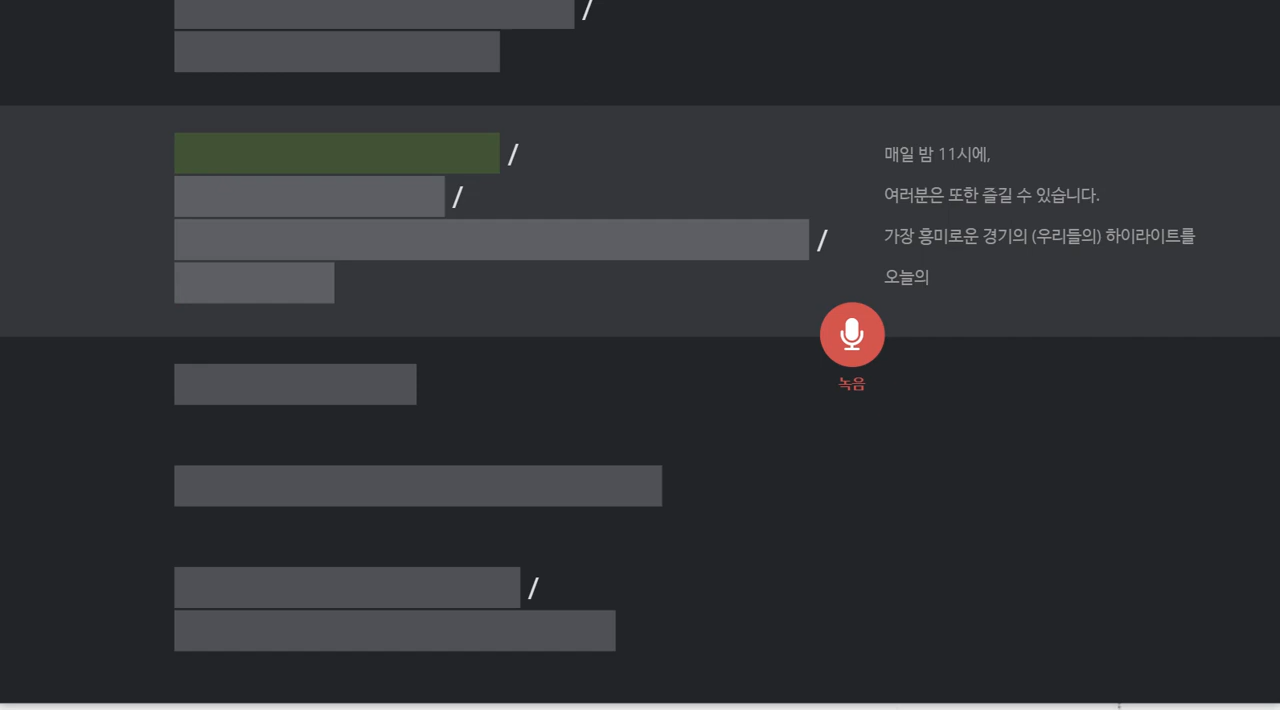 /
/
매일 밤 11시에,
/
여러분은 또한 즐길 수 있습니다.
/
가장 흥미로운 경기의 (우리들의) 하이라이트를
오늘의
녹음
/